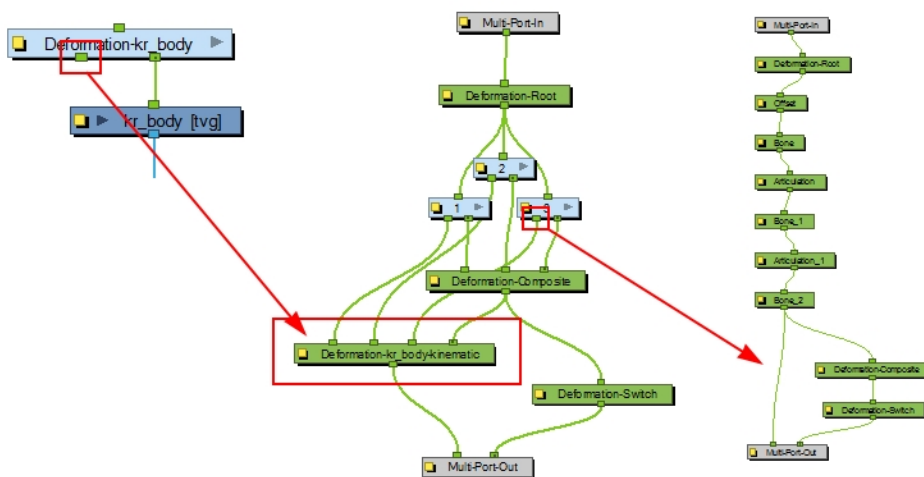 Deformation-kr_body
kr_body [tvg]
Multi-Port-In
Deformation-Root
2
1
Deformation-Composite
Deformation-kr_body-kinematic
Deformation-Switch
Multi-Port-Out
Multi-Port-In
Deformation-Root
Offset
Bone
Articulation
Bone_1
Articulation_1
Bone_2
Deformation-Composite
Deformation-Switch
Multi-Port-Out